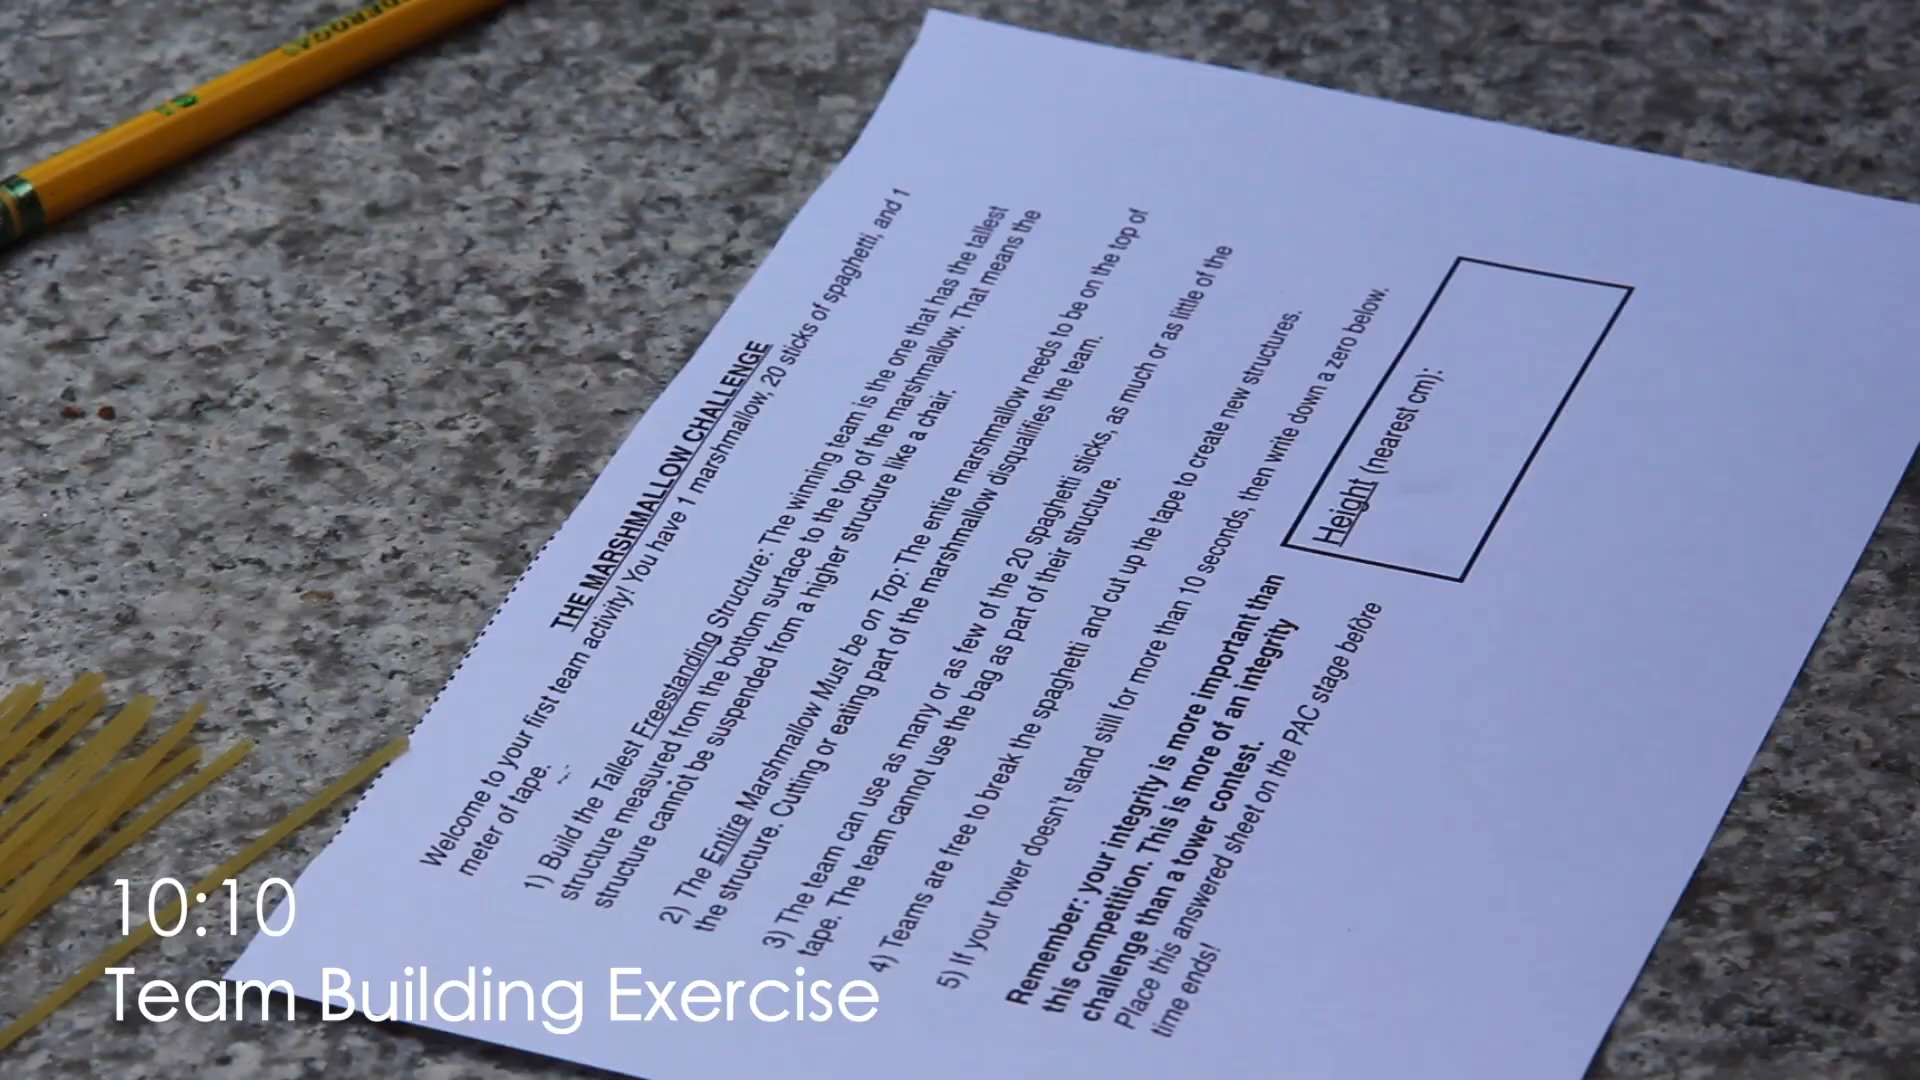 THE MARSHMALLOW CHALLENGE
Welcome to your first team activity! You have 1 marshmallow, 20 sticks of spaghetti, and 1
meter of tape.
1) Build the Tallest Freestanding Structure: The winning team is the one that has the tallest
structure measured from the bottom surface to the top of the marshmallow. That means the
structure cannot be suspended from a higher structure like a chair.
2) The Entire Marshmallow Must be on Top: The entire marshmallow needs to be on the top of
the structure. Cutting or eating part of the marshmallow disqualifies the team.
3) The team can use as many or as few of the 20 spaghetti sticks, as much or as little of the
tape. The team cannot use the bag as part of their structure.
4) Teams are free to break the spaghetti and cut up the tape to create new structures.
5) If your tower doesn't stand still for more than 10 seconds, then write down a zero below.
Remember: your integrity is more important than
this competition. This is more of an integrity
challenge than a tower contest.
Place this answered sheet on the PAC stage before
time ends!
Height (nearest cm):
10:10
Team Building Exercise